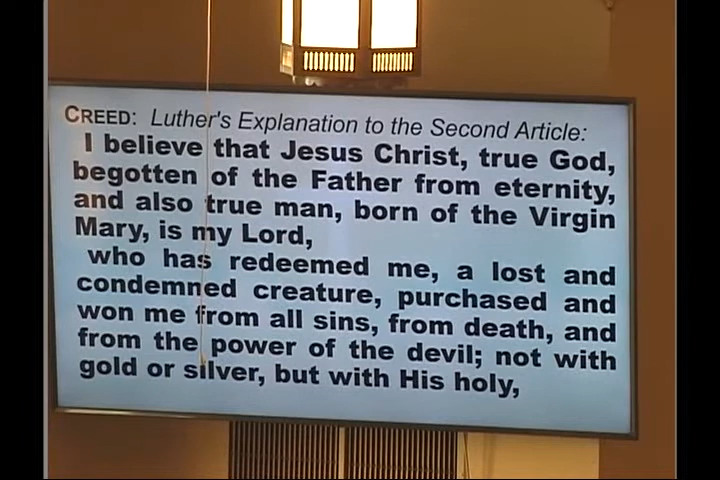 CREED: Luther's Explanation to the Second Article:
I believe that Jesus Christ, true God,
begotten of the Father from eternity,
and also true man, born of the Virgin
Mary, is my Lord,
who has redeemed me, a lost and
condemned creature, purchased and
won me from all sins, from death, and
from the power of the devil; not with
gold or silver, but with His holy,